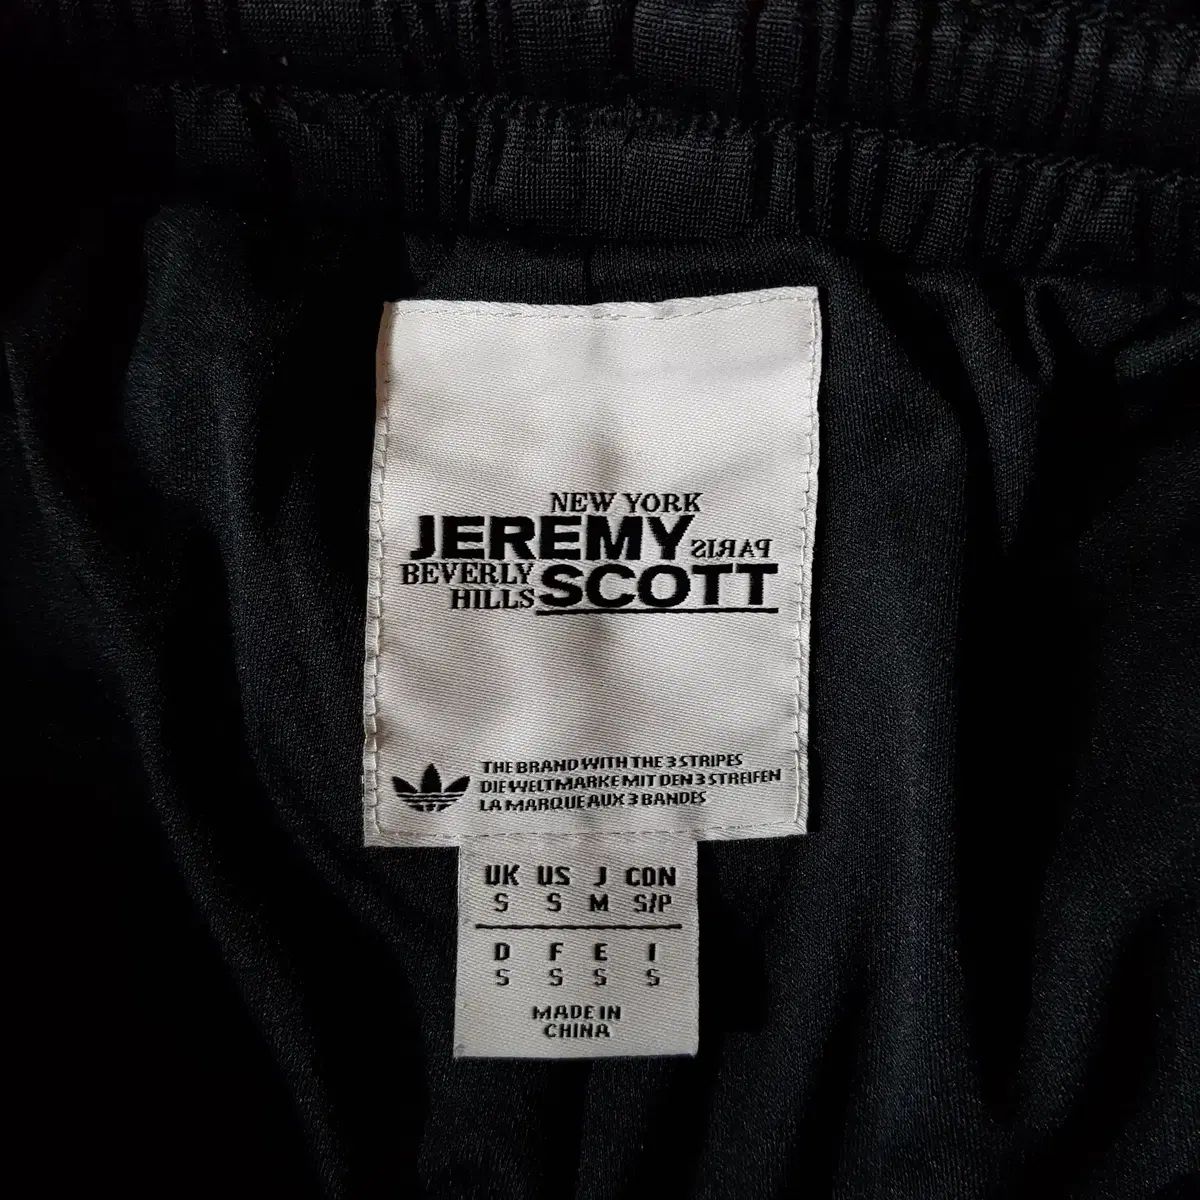 NEW YORK
JEREMY PARIS
BEVERLY
HILLS SCOTT
THE BRAND WITH THE 3 STRIPES
DIE WELTMARKE MIT DEN 3 STREIFEN
LA MARQUE AUX 3 BANDES
UK US J CDN
S S M S/P
D F E I
S S S S
MADE IN
CHINA